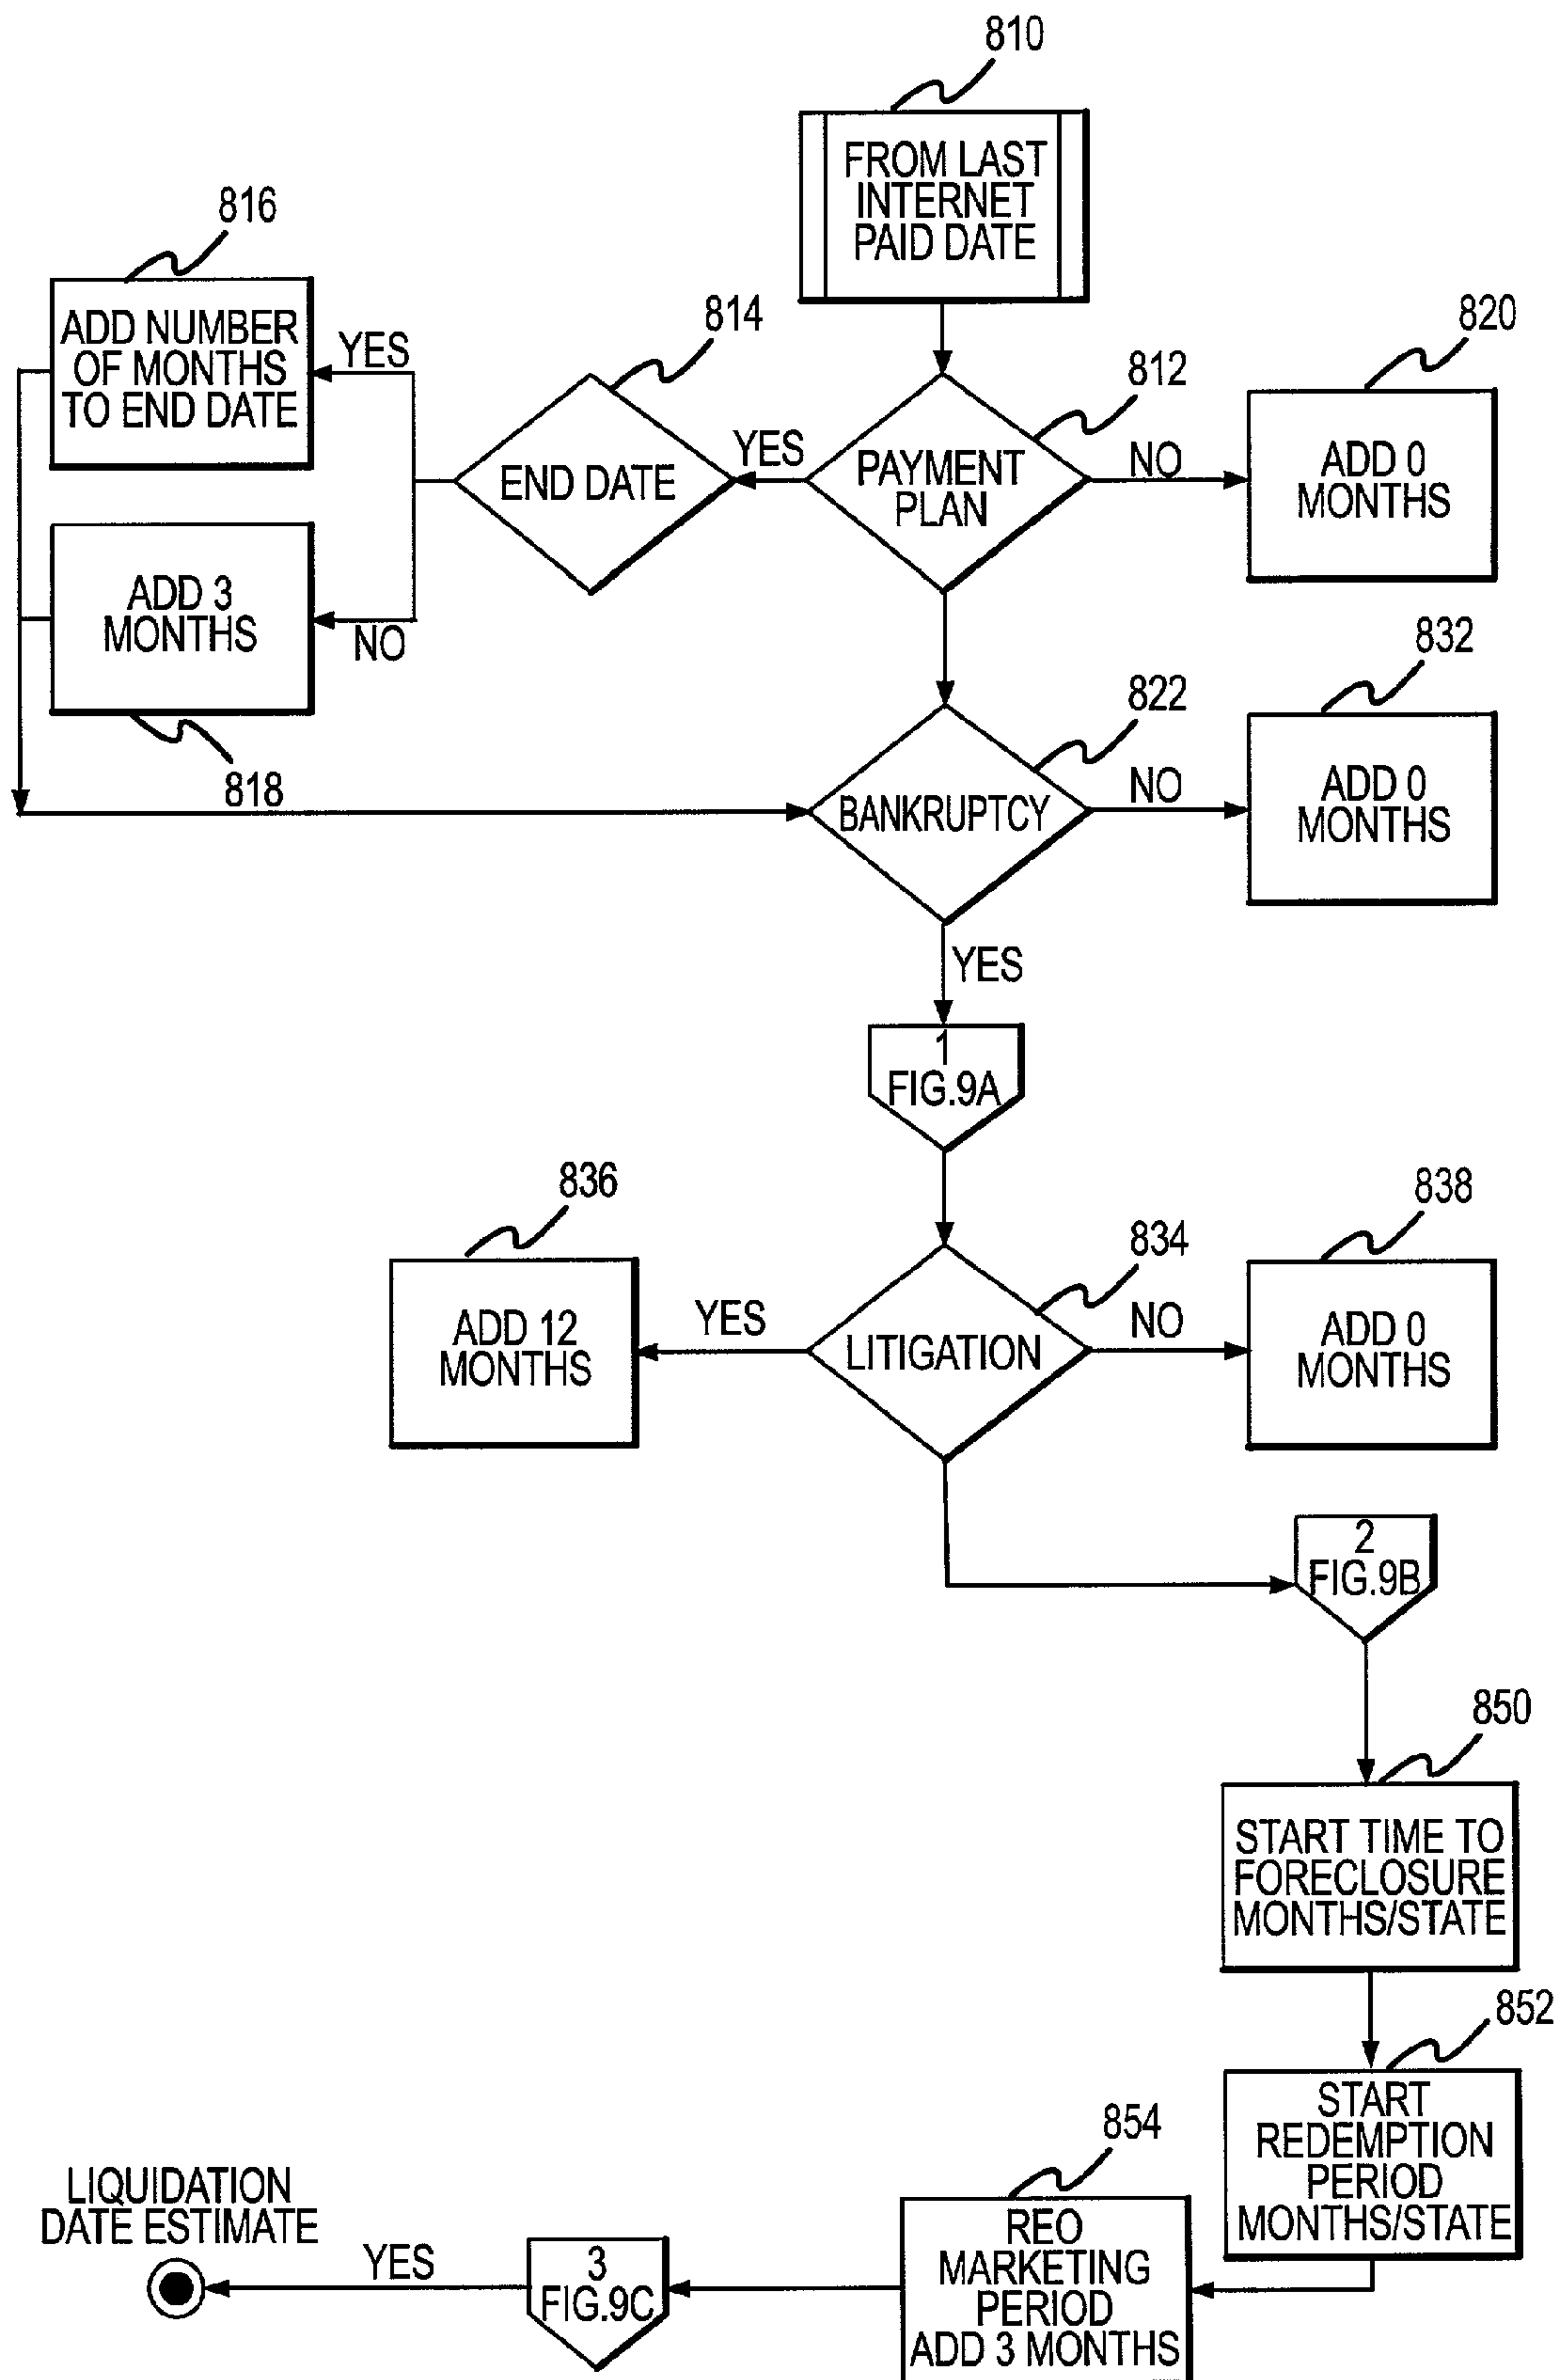 810
FROM LAST
INTERNET
PAID DATE
816
ADD NUMBER
OF MONTHS
TO END DATE
YES
814
END DATE
YES
812
PAYMENT
PLAN
NO
820
ADD 0
MONTHS
ADD 3
MONTHS
NO
818
822
BANKRUPTCY
NO
832
ADD 0
MONTHS
YES
1
FIG.9A
836
ADD 12
MONTHS
YES
834
LITIGATION
NO
838
ADD 0
MONTHS
2
FIG.9B
850
START TIME TO
FORECLOSURE
MONTHS/STATE
852
START
REDEMPTION
PERIOD
MONTHS/STATE
854
REO
MARKETING
PERIOD
ADD 3 MONTHS
3
FIG.9C
YES
LIQUIDATION
DATE ESTIMATE